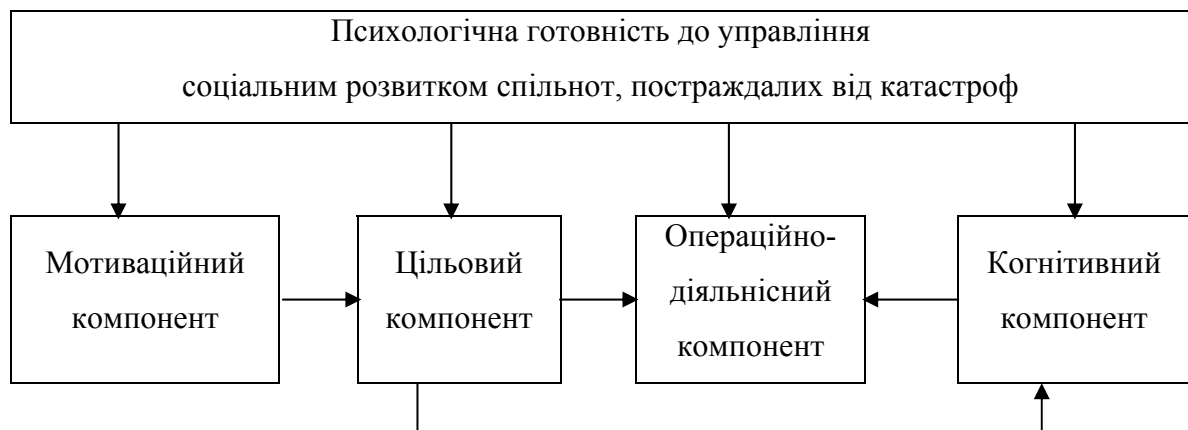 Психологічна готовність до управління
соціальним розвитком спільнот, постраждалих від катастроф
Мотиваційний
компонент
Цільовий
компонент
Операційно-
діяльнісний
компонент
Когнітивний
компонент